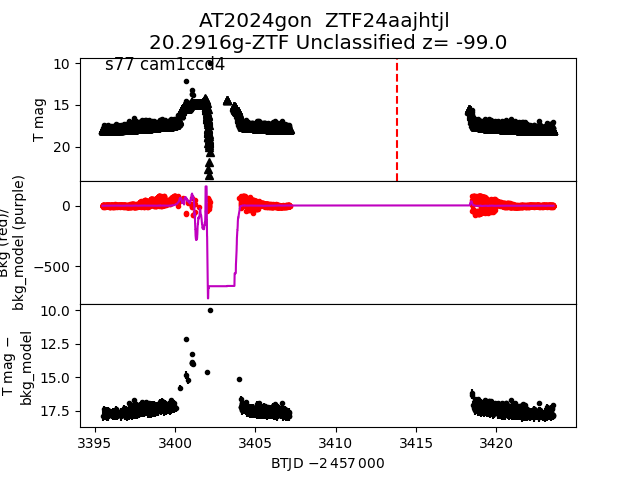 AT2024gon  ZTF24aajhtjl
20.2916g-ZTF Unclassified z= -99.0
s77 cam1ccd4
T mag
10
15
20
Bkg (red)/
bkg_model (purple)
0
−500
T mag −
bkg_model
10.0
12.5
15.0
17.5
3395
3400
3405
3410
3415
3420
BTJD −2 457 000